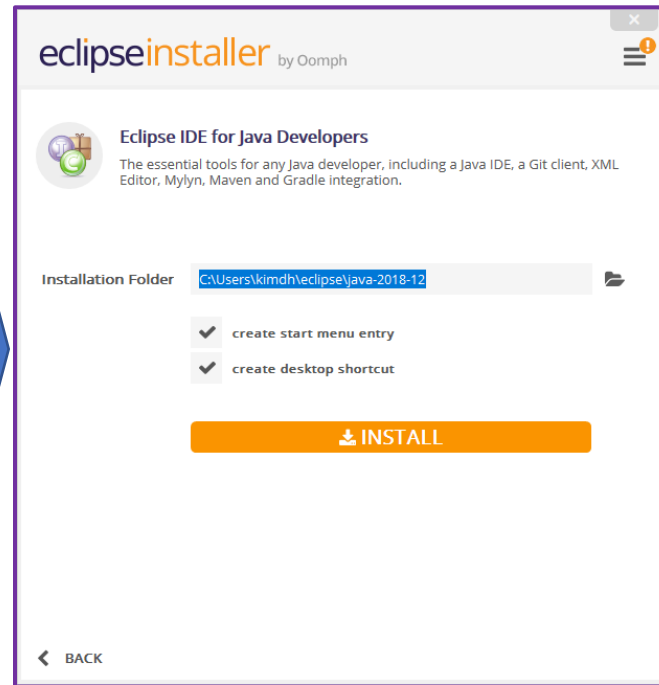 eclipseinstaller by Oomph
Eclipse IDE for Java Developers
The essential tools for any Java developer, including a Java IDE, a Git client, XML
Editor, Mylyn, Maven and Gradle integration.
Installation Folder C:\Users\kimdh\eclipse\java-2018-12
create start menu entry
create desktop shortcut
INSTALL
BACK